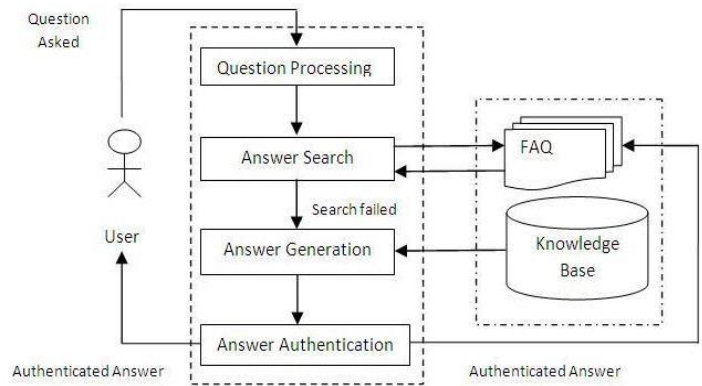 Question
Asked
Question Processing
Answer Search
FAQ
Search failed
User
Answer Generation
Knowledge
Base
Answer Authentication
Authenticated Answer
Authenticated Answer